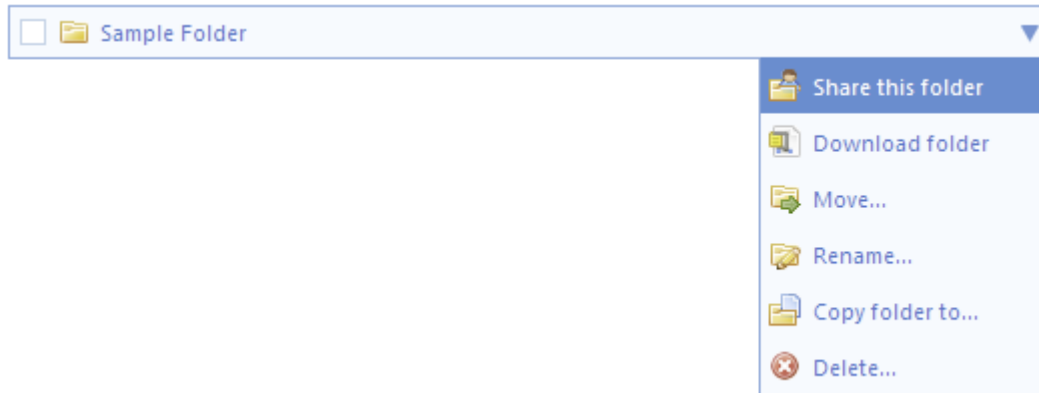 Sample Folder
Share this folder
Download folder
Move...
Rename...
Copy folder to...
Delete...